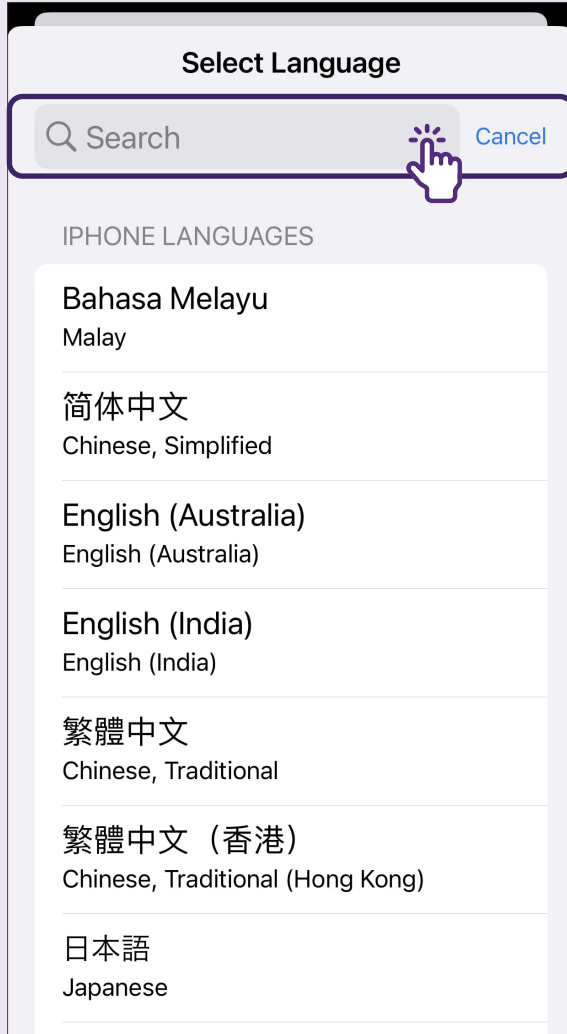 Select Language
Search
Cancel
IPHONE LANGUAGES
Bahasa Melayu
Malay
简体中文
Chinese, Simplified
English (Australia)
English (Australia)
English (India)
English (India)
繁體中文
Chinese, Traditional
繁體中文（香港）
Chinese, Traditional (Hong Kong)
日本語
Japanese